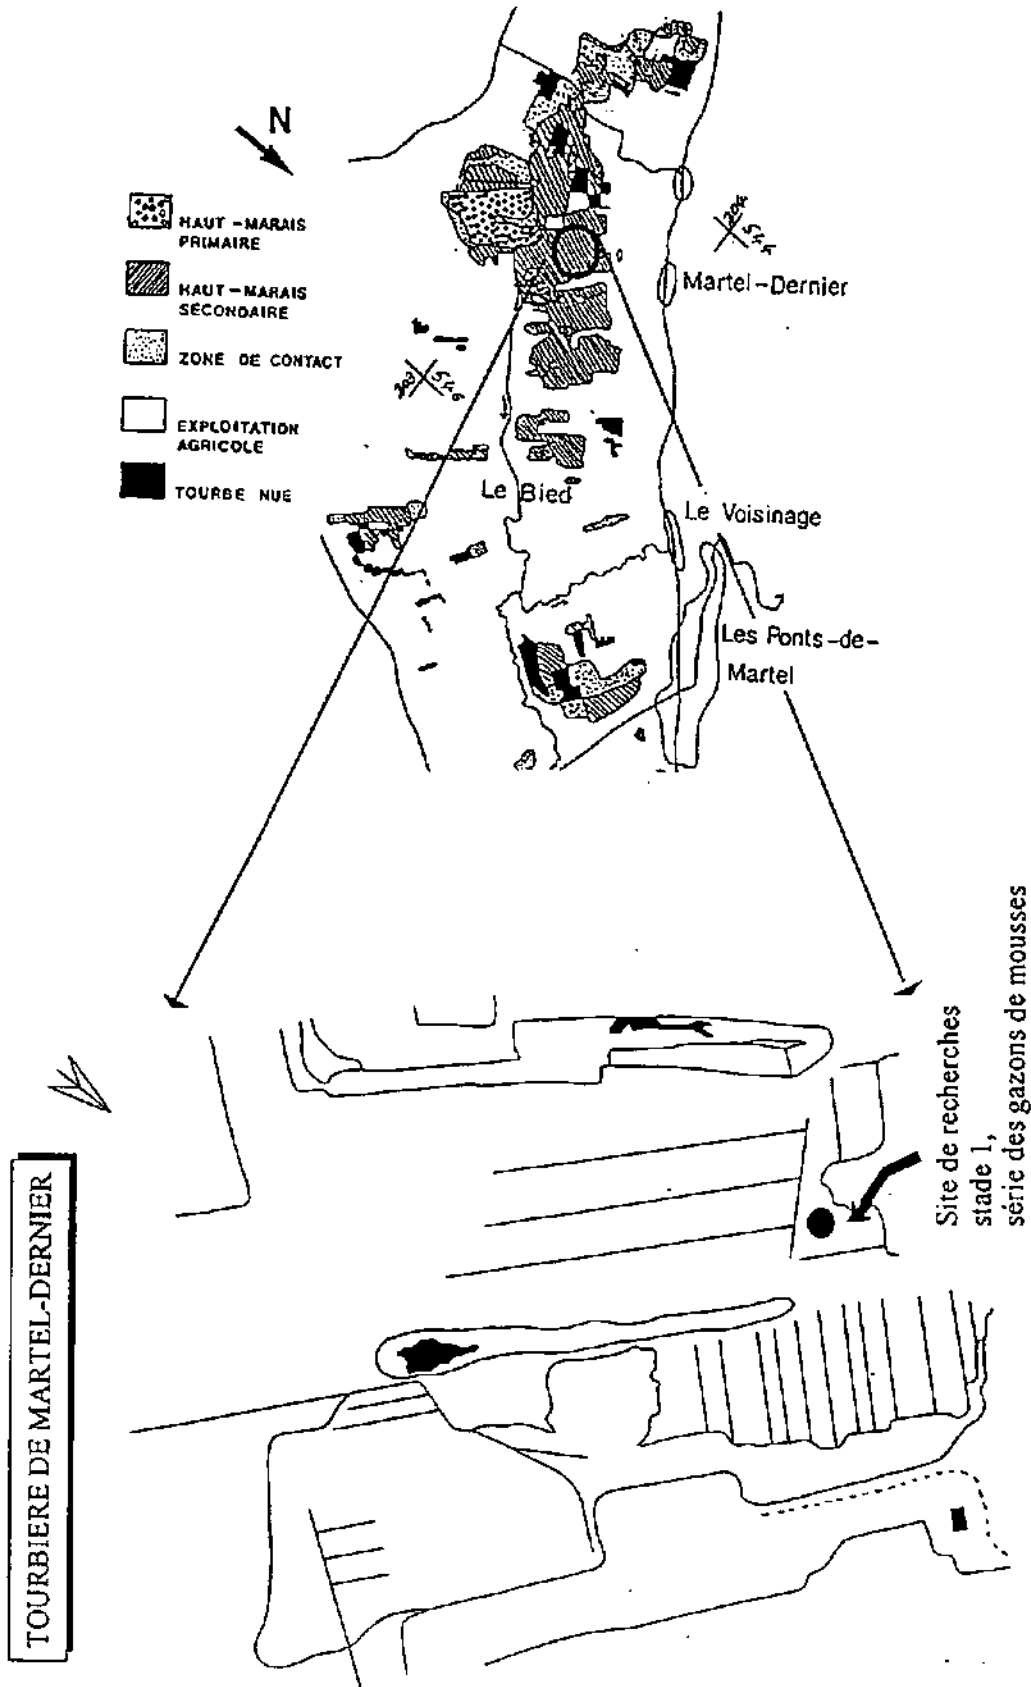 N
HAUT-MARAIS
PRIMAIRE
HAUT-MARAIS
SECONDAIRE
ZONE DE CONTACT
EXPLOITATION
AGRICOLE
TOURBE NUE
Martel-Dernier
Le Bied
Le Voisinage
Les Ponts-de-
Martel
TOURBIERE DE MARTEL-DERNIER
Site de recherches
stade 1,
série des gazons de mousses